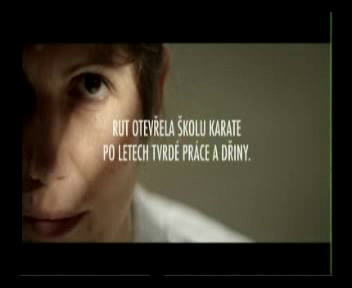 RUT OTEVŘELA ŠKOLU KARATE
PO LETECH TVRDÉ PRÁCE A DŘINY.